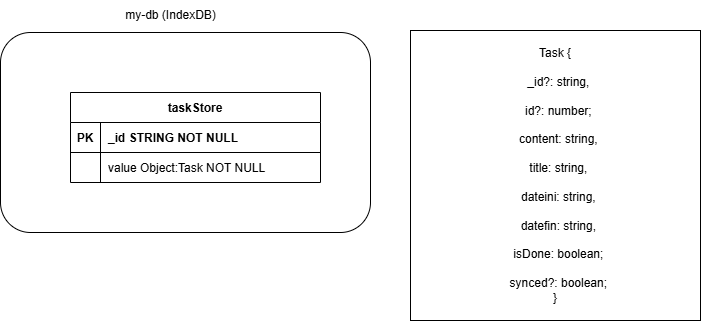 my-db (IndexDB)
taskStore
PK
_id STRING NOT NULL
value Object:Task NOT NULL
Task {
_id?: string,
id?: number;
content: string,
title: string,
dateini: string,
datefin: string,
isDone: boolean;
synced?: boolean;
}